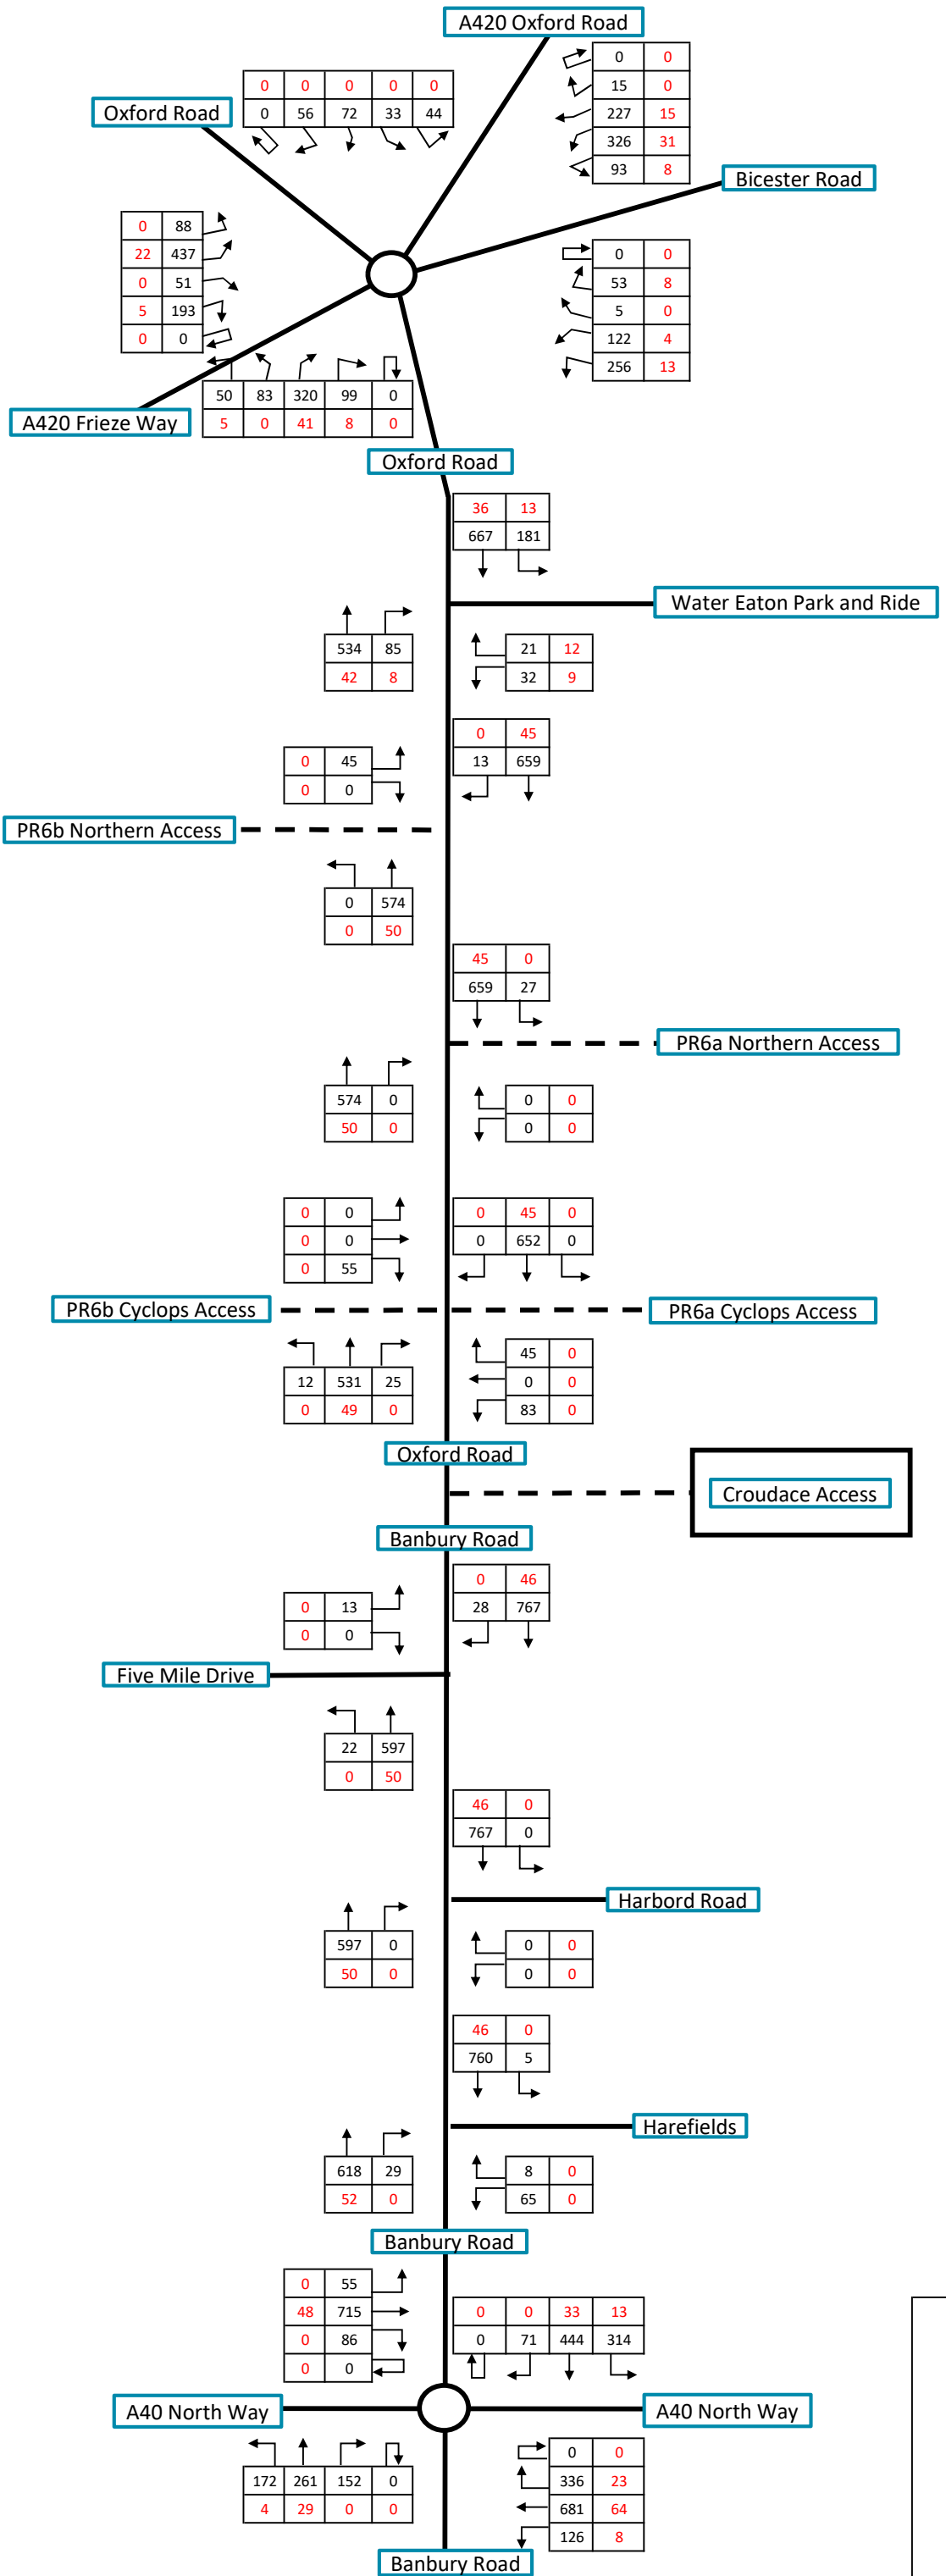 A420 Oxford Road
0 0
15 0
227 15
326 31
93 8
0 0 0 0 0
0 56 72 33 44
Oxford Road
Bicester Road
0 88
22 437
0 51
5 193
0 0
0 0
53 8
5 0
122 4
256 13
50 83 320 99 0
5 0 41 8 0
A420 Frieze Way
Oxford Road
36 13
667 181
Water Eaton Park and Ride
534 85
42 8
21 12
32 9
0 45
13 659
0 45
0 0
PR6b Northern Access
0 574
0 50
45 0
659 27
PR6a Northern Access
574 0
50 0
0 0
0 0
0 0
0 0
0 55
0 45 0
0 652 0
PR6b Cyclops Access
PR6a Cyclops Access
12 531 25
0 49 0
45 0
0 0
83 0
Oxford Road
Croudace Access
Banbury Road
0 46
28 767
0 13
0 0
Five Mile Drive
22 597
0 50
46 0
767 0
Harbord Road
597 0
50 0
0 0
0 0
46 0
760 5
Harefields
618 29
52 0
8 0
65 0
Banbury Road
0 55
48 715
0 86
0 0
0 0 33 13
0 71 444 314
A40 North Way
A40 North Way
172 261 152 0
4 29 0 0
0 0
336 23
681 64
126 8
Banbury Road